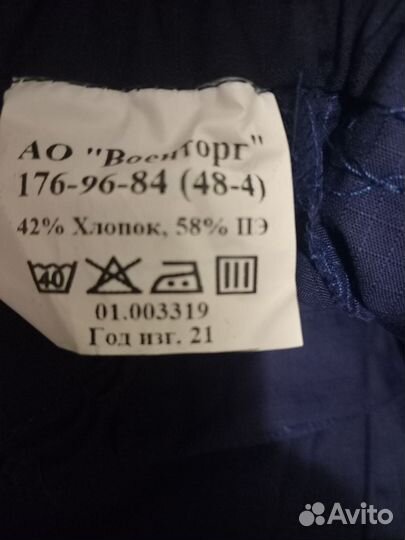 АО "Военторг"
176-96-84 (48-4)
42% Хлопок, 58% ПЭ
40
01.003319
Год изг. 21
Avito